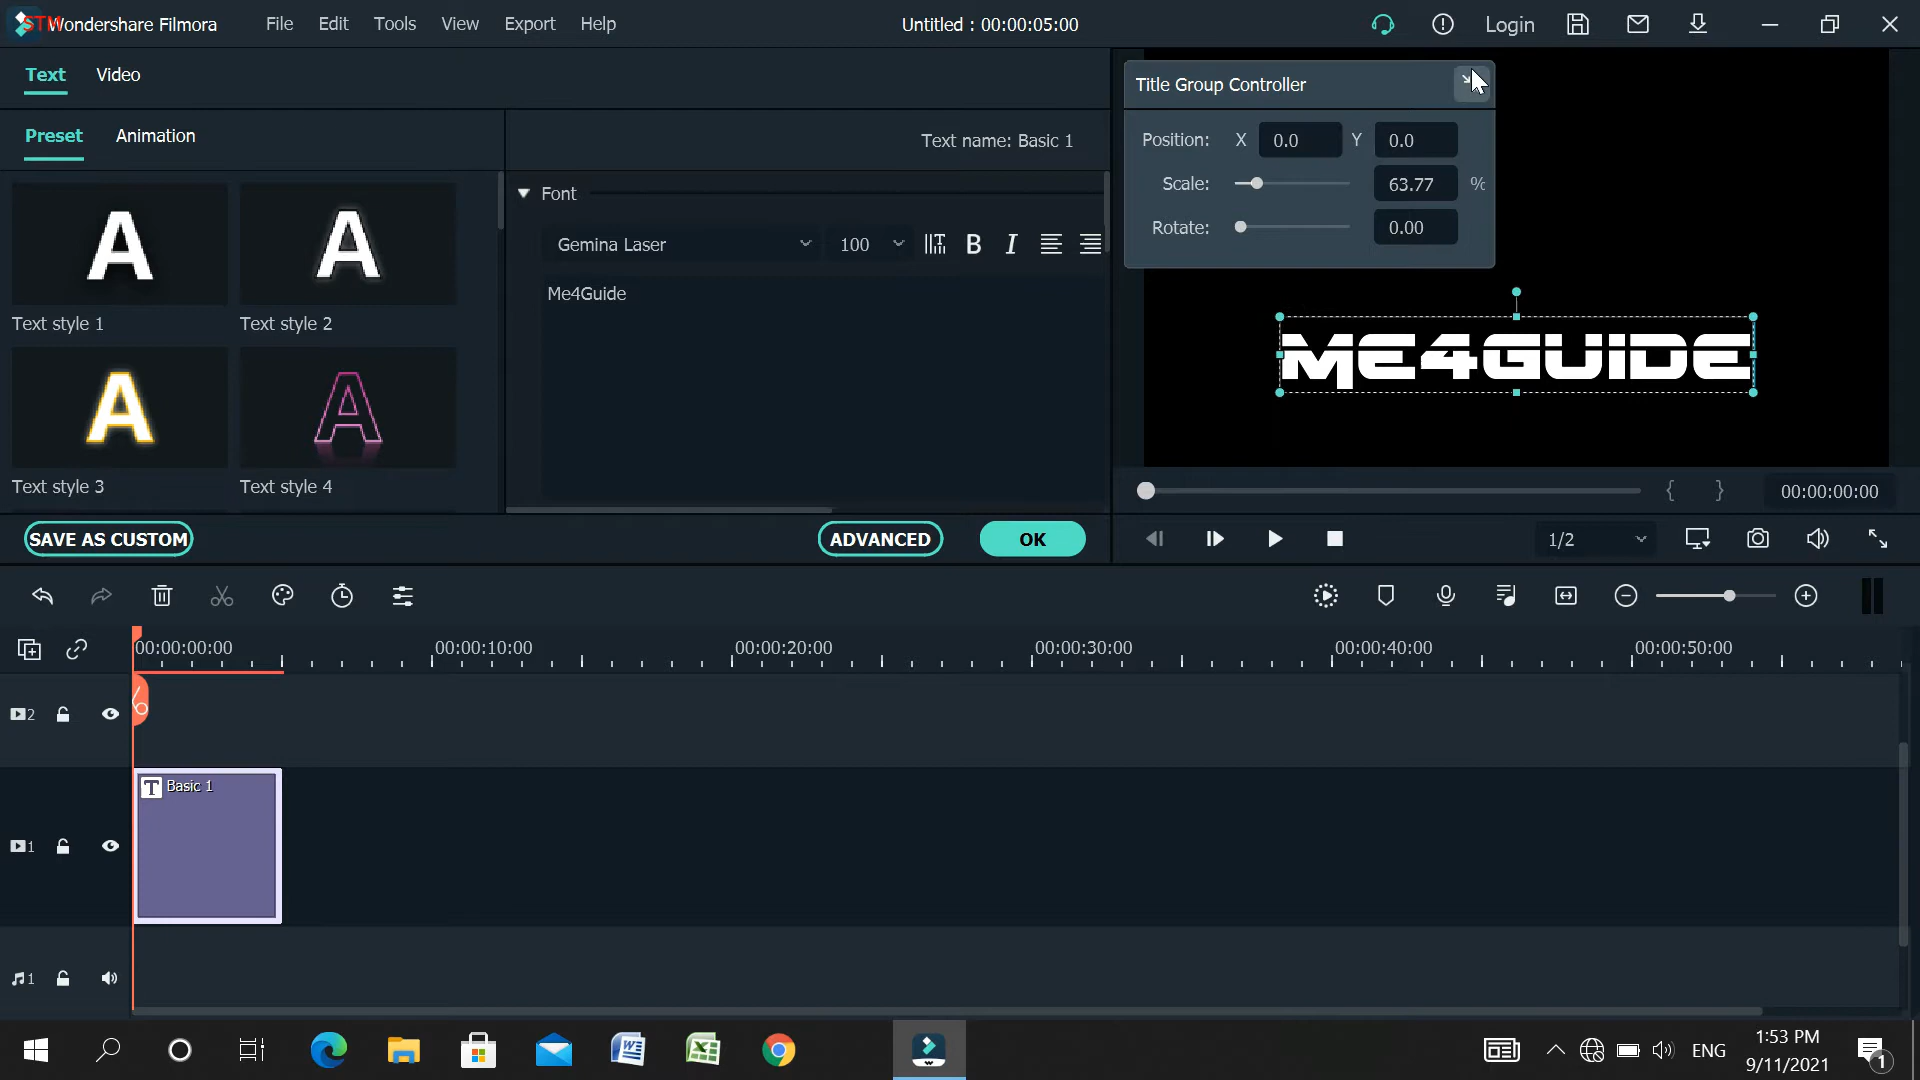 STM
Wondershare Filmora
File Edit Tools View Export Help
Untitled : 00:00:05:00
Login
Text Video
Title Group Controller
Preset Animation
Text name: Basic 1
Position: X 0.0 Y 0.0
Scale: 63.77 %
Rotate: 0.00
Font
Gemina Laser 100 B I
Me4Guide
A A
Text style 1 Text style 2
A A
Text style 3 Text style 4
ME4GUIDE
{ } 00:00:00:00
SAVE AS CUSTOM ADVANCED OK
1/2
00:00:00:00 00:00:10:00 00:00:20:00 00:00:30:00 00:00:40:00 00:00:50:00
2
T Basic 1
1
1
ENG
1:53 PM
9/11/2021
1